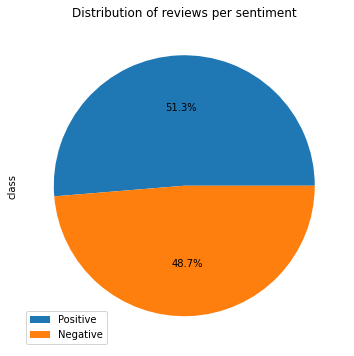 Distribution of reviews per sentiment
51.3%
class
48.7%
Positive
Negative